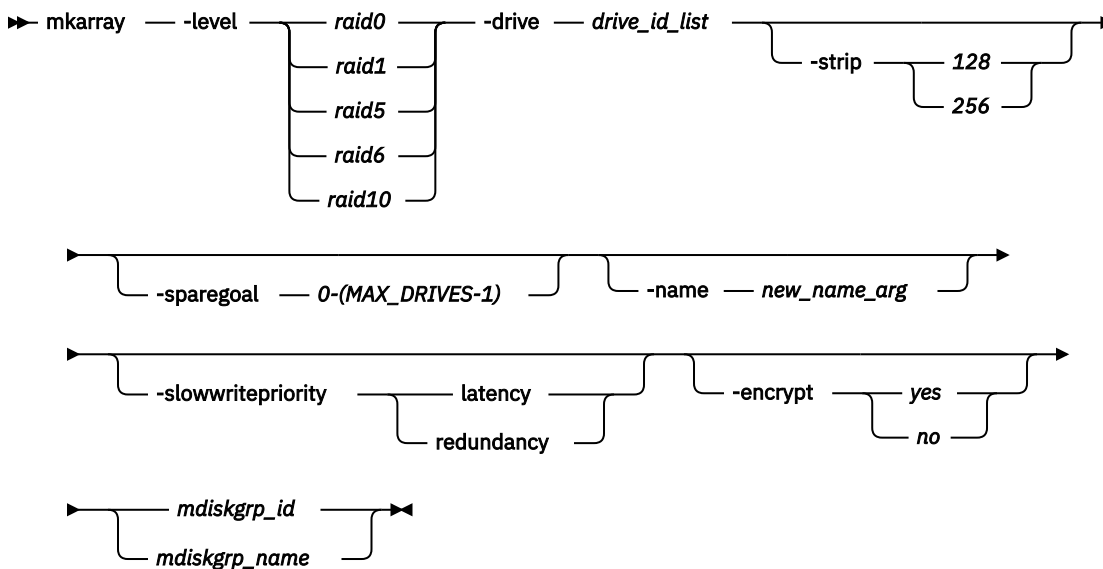 mkarray -level raid0 -drive drive_id_list
raid1 -strip 128
raid5 256
raid6
raid10
-sparegoal 0-(MAX_DRIVES-1) -name new_name_arg
-slowwritepriority latency -encrypt yes
redundancy no
mdiskgrp_id
mdiskgrp_name